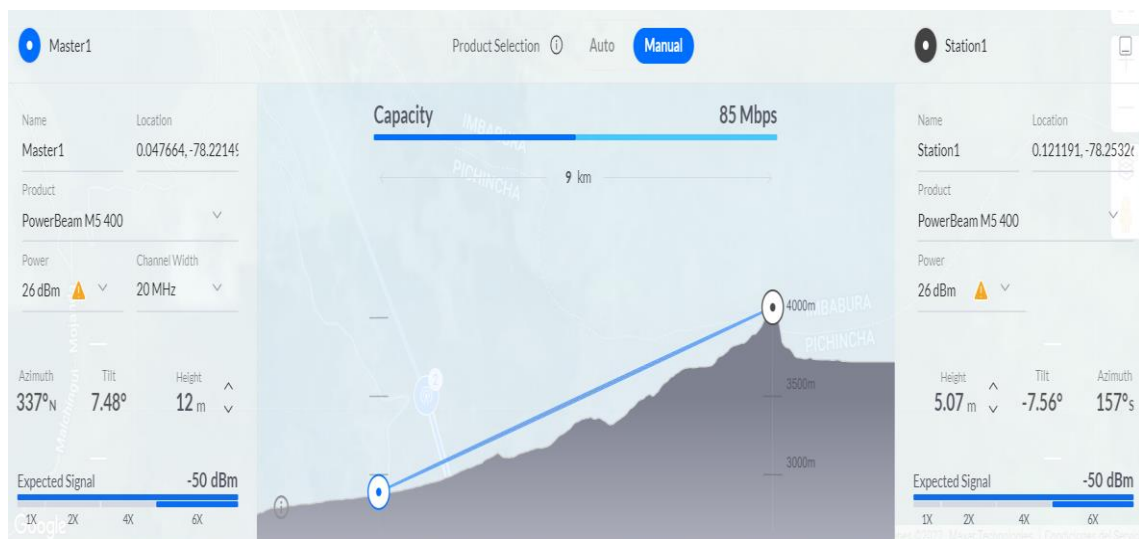 Master1
Product Selection
Auto
Manual
Station1
Name
Location
Master1
0.047664, -78.22149
Product
PowerBeam M5 400
Power
Channel Width
26 dBm
20 MHz
Azimuth
Tilt
Height
337°N
7.48°
12 m
Expected Signal
-50 dBm
1X 2X 4X 6X
Google
Malchingui
Capacity
85 Mbps
IMBABURA
PICHINCHA
9 km
4000m
IMBABURA
PICHINCHA
3500m
3000m
Name
Location
Station1
0.121191, -78.2532
Product
PowerBeam M5 400
Power
26 dBm
Height
Tilt
Azimuth
5.07 m
-7.56°
157°S
Expected Signal
-50 dBm
1X 2X 4X 6X